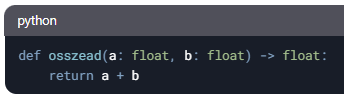 python
def osszead(a: float, b: float) -> float:
    return a + b